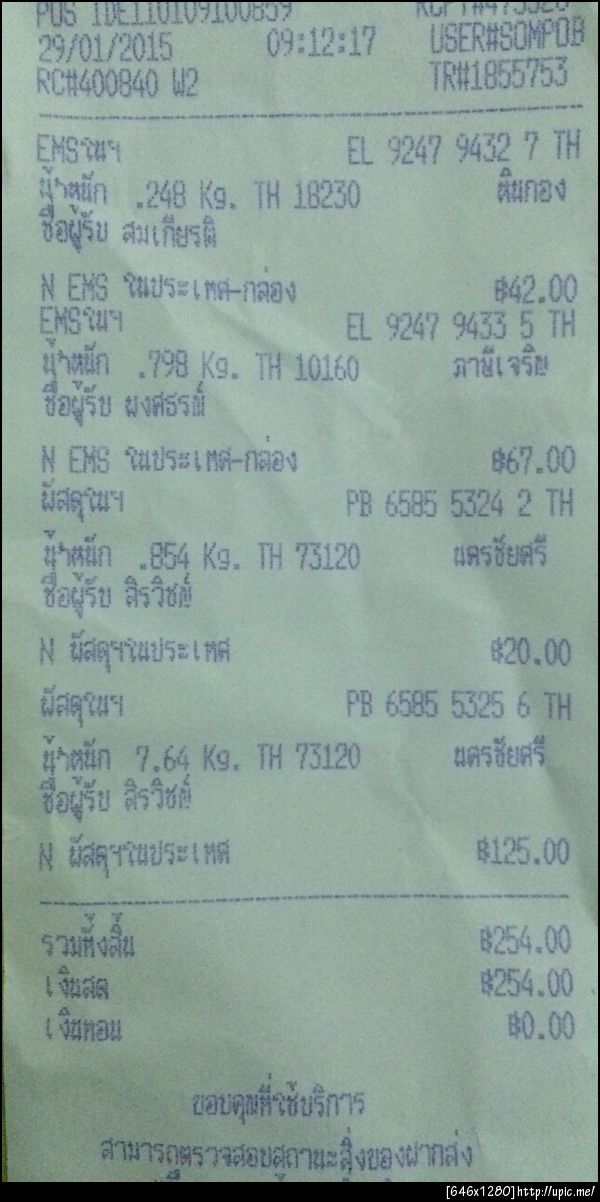 POS IDE110109100859
29/01/2015 09:12:17 USER#SOMPOB
RC#400840 W2 TR#1855753
EMSในฯ EL 9247 9432 7 TH
น้ำหนัก .248 Kg. TH 18230 หินกอง
ชื่อผู้รับ สมเกียรติ
N EMS ในประเทศ-กล่อง ฿42.00
EMSในฯ EL 9247 9433 5 TH
น้ำหนัก .798 Kg. TH 10160 ภาษีเจริญ
ชื่อผู้รับ พงศธรณ์
N EMS ในประเทศ-กล่อง ฿67.00
พัสดุในฯ PB 6585 5324 2 TH
น้ำหนัก .854 Kg. TH 73120 นครชัยศรี
ชื่อผู้รับ สิรวิชญ์
N พัสดุฯในประเทศ ฿20.00
พัสดุในฯ PB 6585 5325 6 TH
น้ำหนัก 7.64 Kg. TH 73120 นครชัยศรี
ชื่อผู้รับ สิรวิชญ์
N พัสดุฯในประเทศ ฿125.00
รวมทั้งสิ้น ฿254.00
เงินสด ฿254.00
เงินทอน ฿0.00
ขอบคุณที่ใช้บริการ
สามารถตรวจสอบสถานะสิ่งของฝากส่ง
[646x1280]http://upic.me/